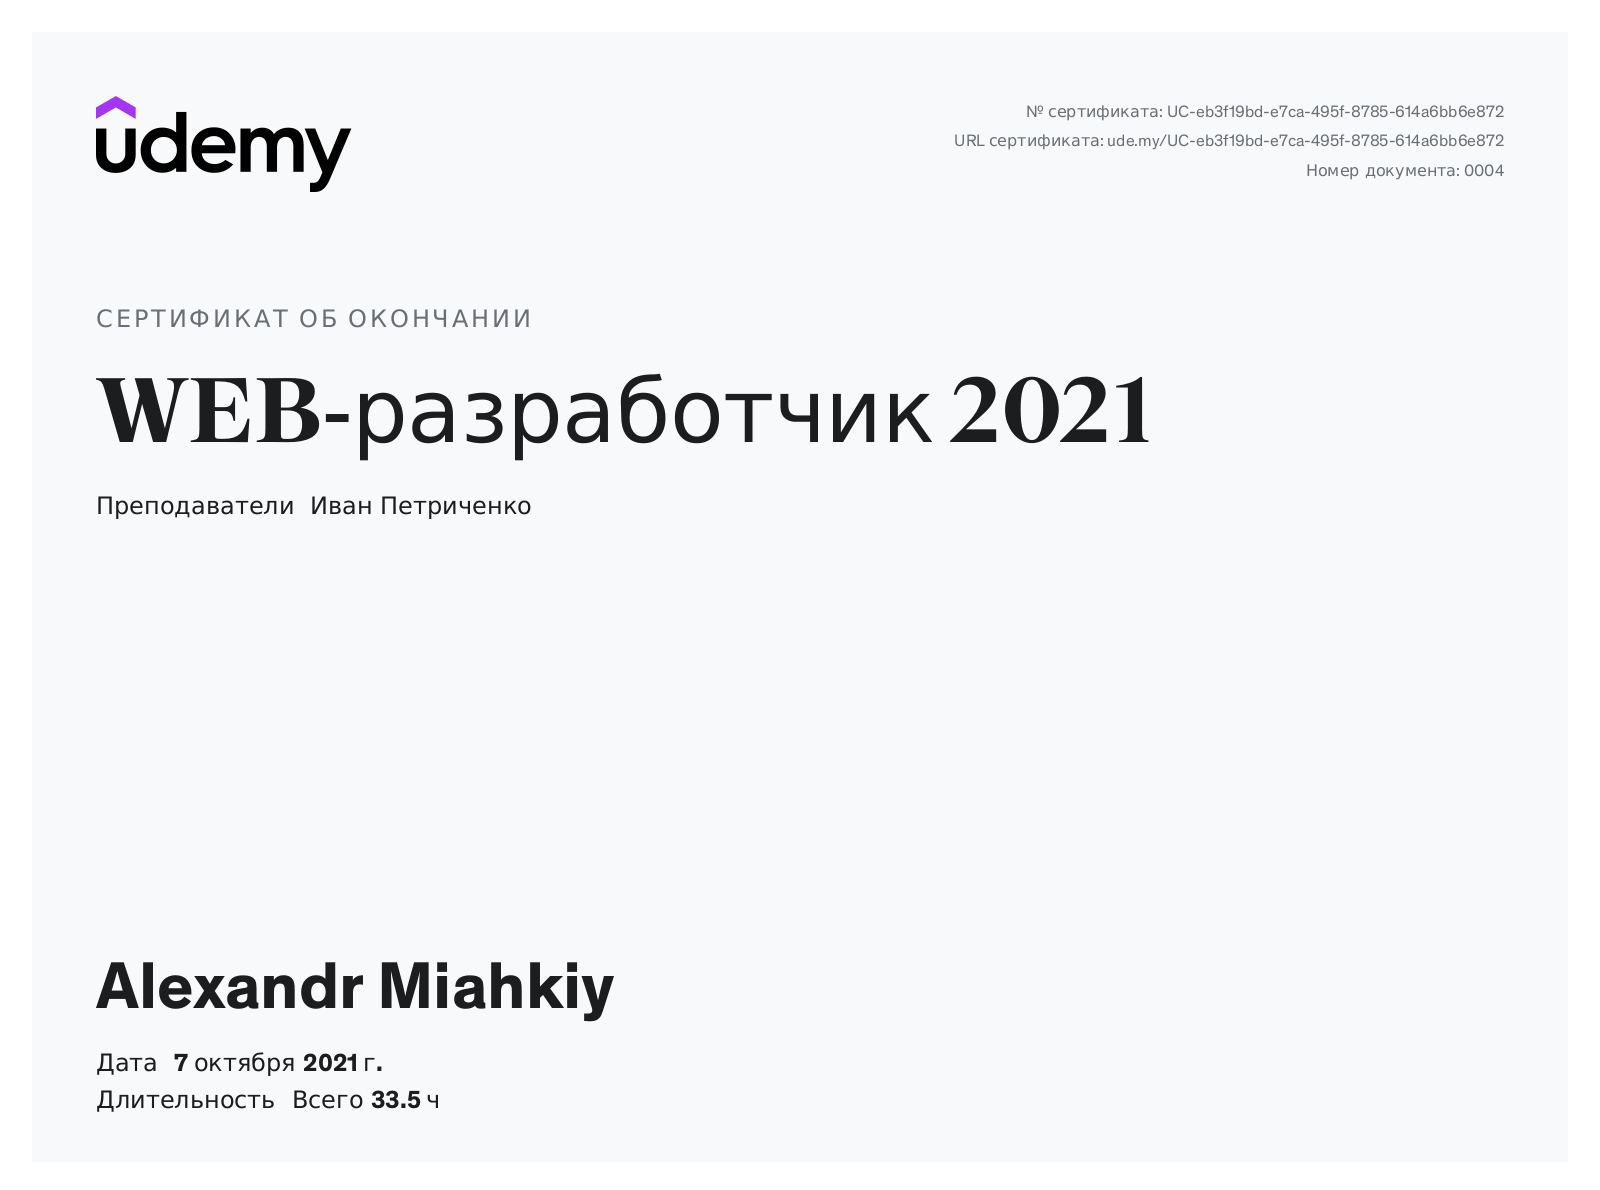 udemy
№ сертификата: UC-eb3f19bd-e7ca-495f-8785-614a6bb6e872
URL сертификата: ude.my/UC-eb3f19bd-e7ca-495f-8785-614a6bb6e872
Номер документа: 0004
СЕРТИФИКАТ ОБ ОКОНЧАНИИ
WEB-разработчик 2021
Преподаватели Иван Петриченко
Alexandr Miahkiy
Дата 7 октября 2021 г.
Длительность Всего 33.5 ч